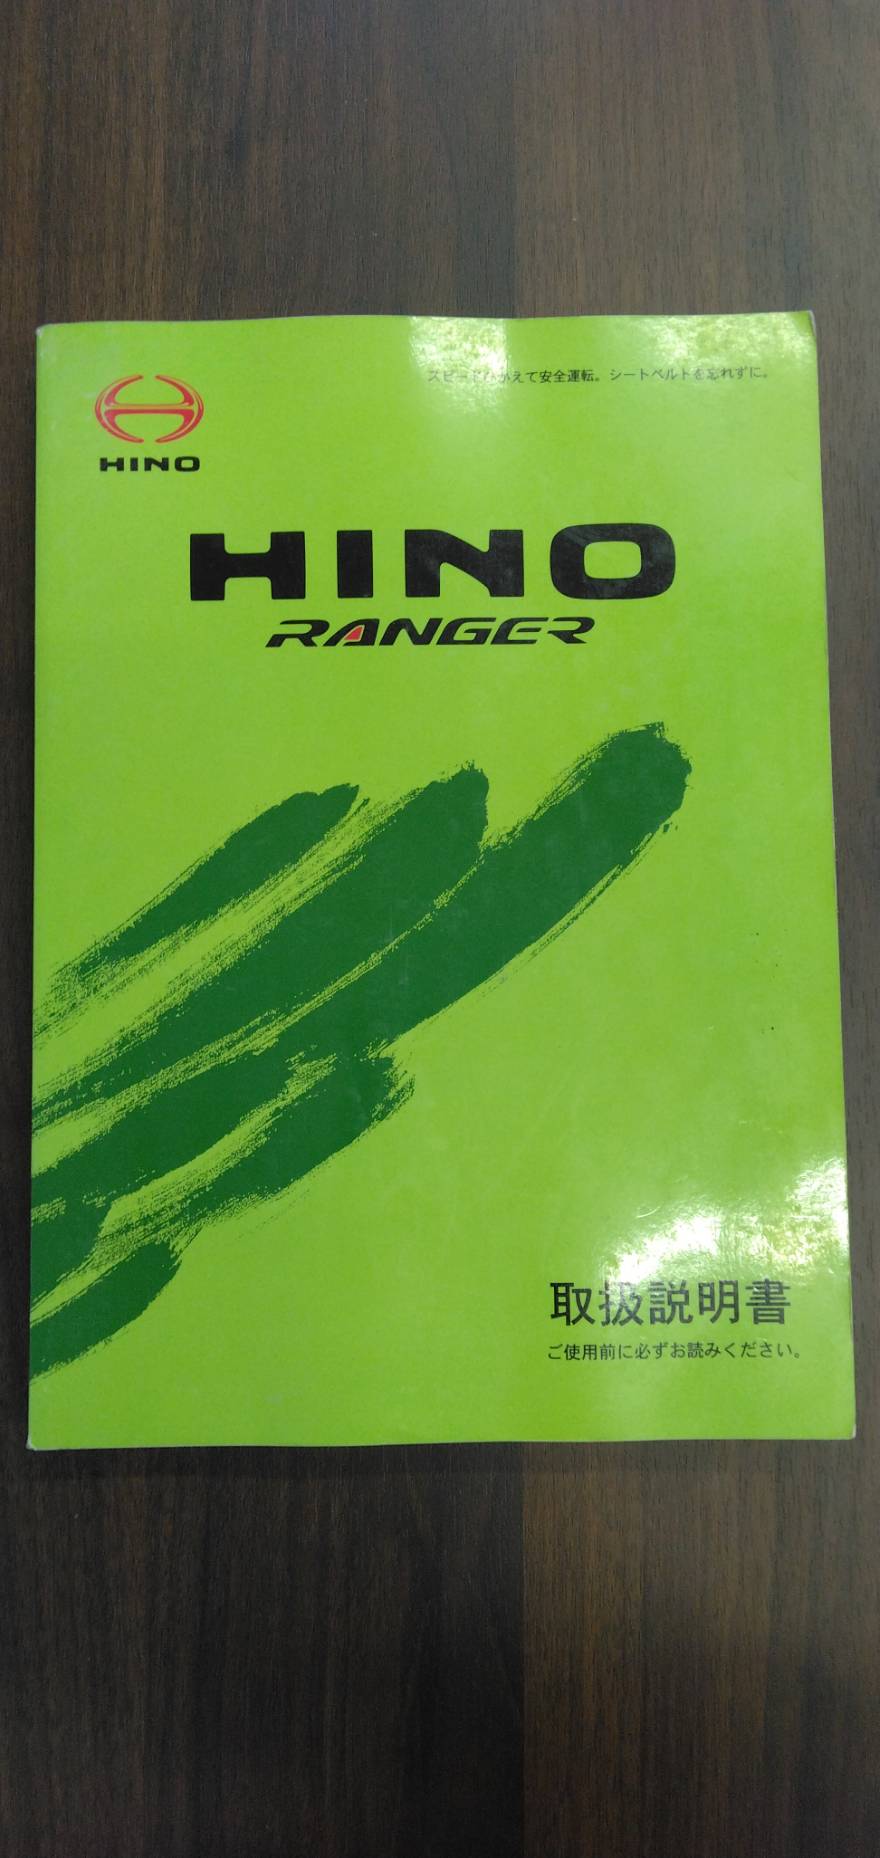 スピードひかえて安全運転。シートベルトを忘れずに。
HINO
HINO
RANGER
取扱説明書
ご使用前に必ずお読みください。